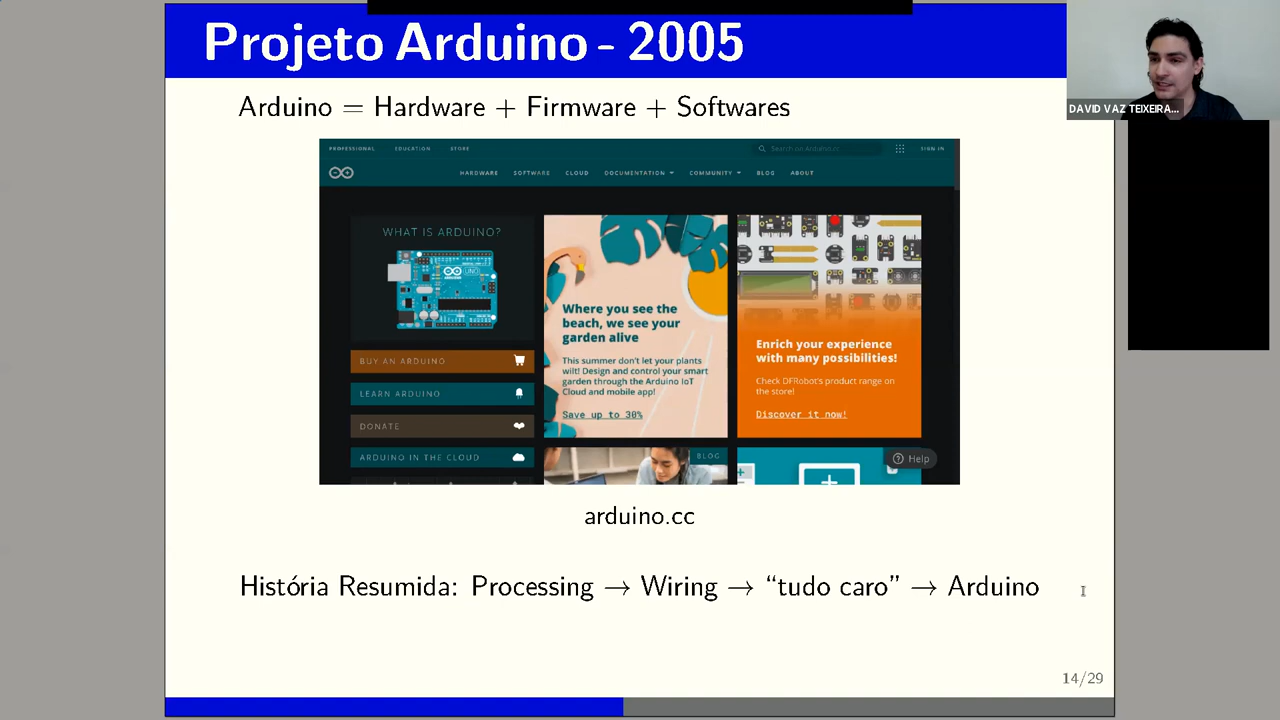 Projeto Arduino - 2005
DAVID VAZ TEIXEIRA...
Arduino = Hardware + Firmware + Softwares
PROFESSIONAL EDUCATION STORE
Search on Arduino.cc
SIGN IN
HARDWARE SOFTWARE CLOUD DOCUMENTATION COMMUNITY BLOG ABOUT
WHAT IS ARDUINO?
UNO
BUY AN ARDUINO
LEARN ARDUINO
DONATE
ARDUINO IN THE CLOUD
Where you see the
beach, we see your
garden alive
This summer don't let your plants
wilt! Design and control your smart
garden through the Arduino IoT
Cloud and mobile app!
Save up to 30%
Enrich your experience
with many possibilities!
Check DFRobot's product range on
the store!
Discover it now!
BLOG
Help
arduino.cc
História Resumida: Processing → Wiring → “tudo caro” → Arduino
14/29